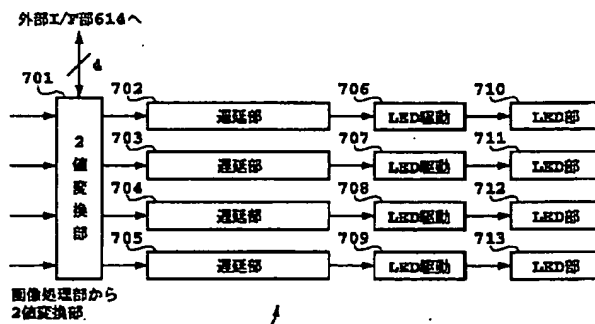 外部I/F部614へ
4
701
702
706
710
2値変換部
遅延部
LED駆動
LED部
703
707
711
遅延部
LED駆動
LED部
704
708
712
遅延部
LED駆動
LED部
705
709
713
遅延部
LED駆動
LED部
画像処理部から
2値変換部